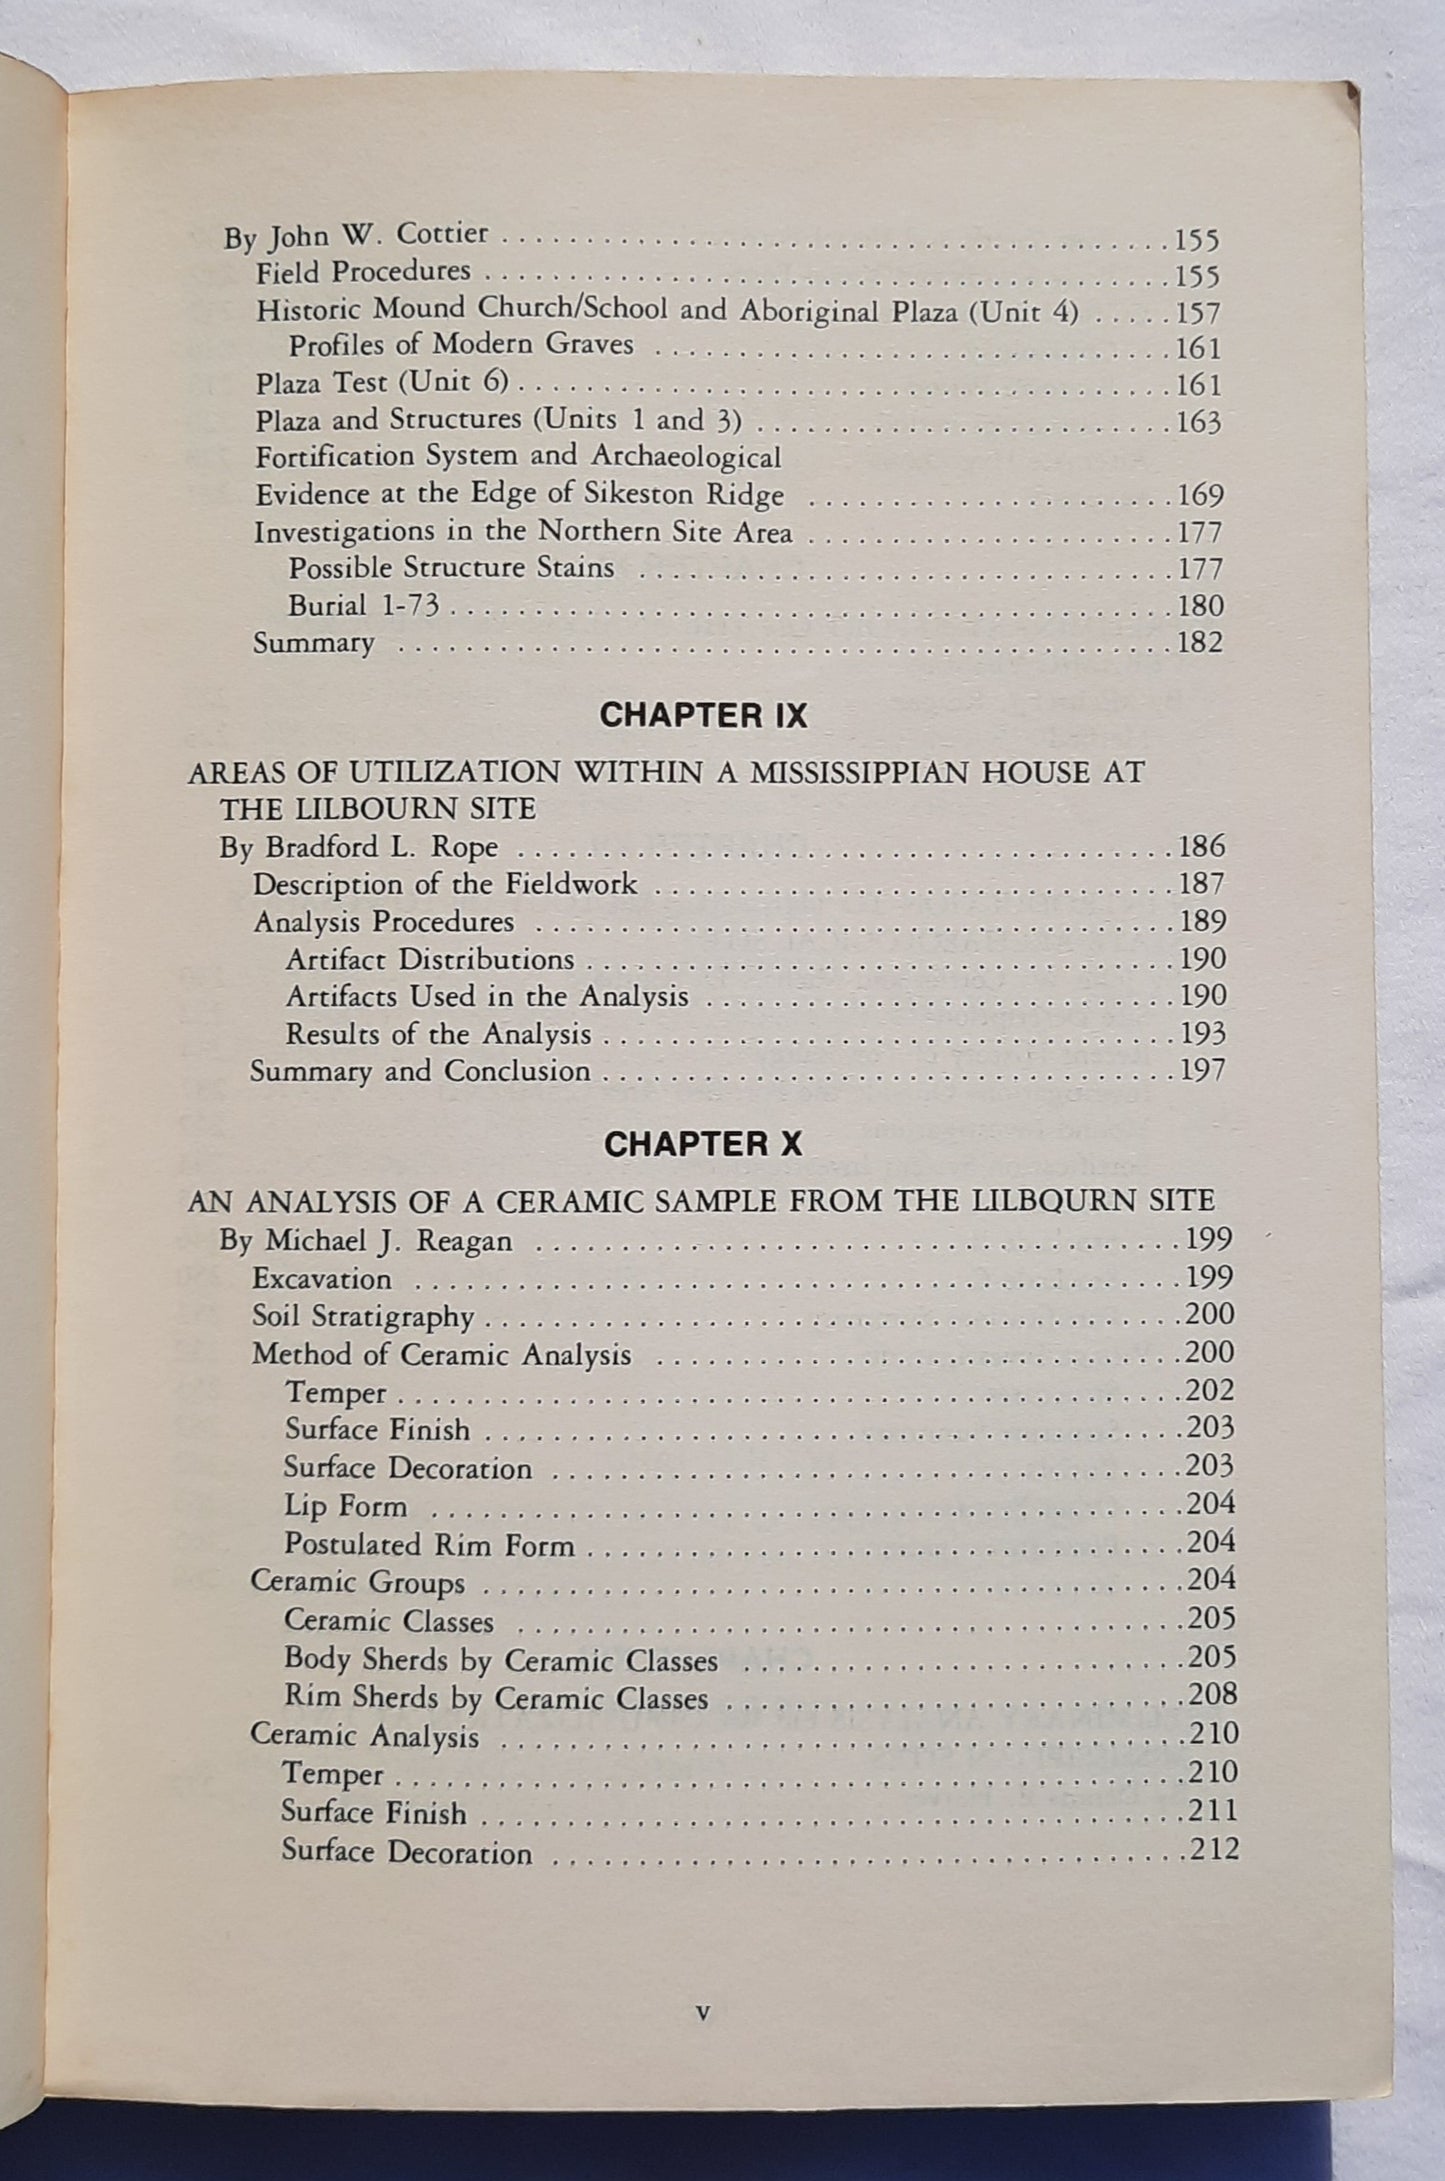 By John W. Cottier ........................................ 155
Field Procedures ........................................ 155
Historic Mound Church/School and Aboriginal Plaza (Unit 4) ..... 157
Profiles of Modern Graves ............................... 161
Plaza Test (Unit 6) ....................................... 161
Plaza and Structures (Units 1 and 3) ......................... 163
Fortification System and Archaeological
Evidence at the Edge of Sikeston Ridge ...................... 169
Investigations in the Northern Site Area ...................... 177
Possible Structure Stains ................................ 177
Burial 1-73 ........................................... 180
Summary .............................................. 182
CHAPTER IX
AREAS OF UTILIZATION WITHIN A MISSISSIPPIAN HOUSE AT
THE LILBOURN SITE
By Bradford L. Rope ....................................... 186
Description of the Fieldwork ............................... 187
Analysis Procedures ...................................... 189
Artifact Distributions ................................... 190
Artifacts Used in the Analysis ............................ 190
Results of the Analysis .................................. 193
Summary and Conclusion .................................. 197
CHAPTER X
AN ANALYSIS OF A CERAMIC SAMPLE FROM THE LILBOURN SITE
By Michael J. Reagan ...................................... 199
Excavation ............................................. 199
Soil Stratigraphy ......................................... 200
Method of Ceramic Analysis ............................... 200
Temper .............................................. 202
Surface Finish ......................................... 203
Surface Decoration ..................................... 203
Lip Form ............................................ 204
Postulated Rim Form ................................... 204
Ceramic Groups ......................................... 204
Ceramic Classes ....................................... 205
Body Sherds by Ceramic Classes .......................... 205
Rim Sherds by Ceramic Classes ........................... 208
Ceramic Analysis ........................................ 210
Temper .............................................. 210
Surface Finish ......................................... 211
Surface Decoration ..................................... 212
v